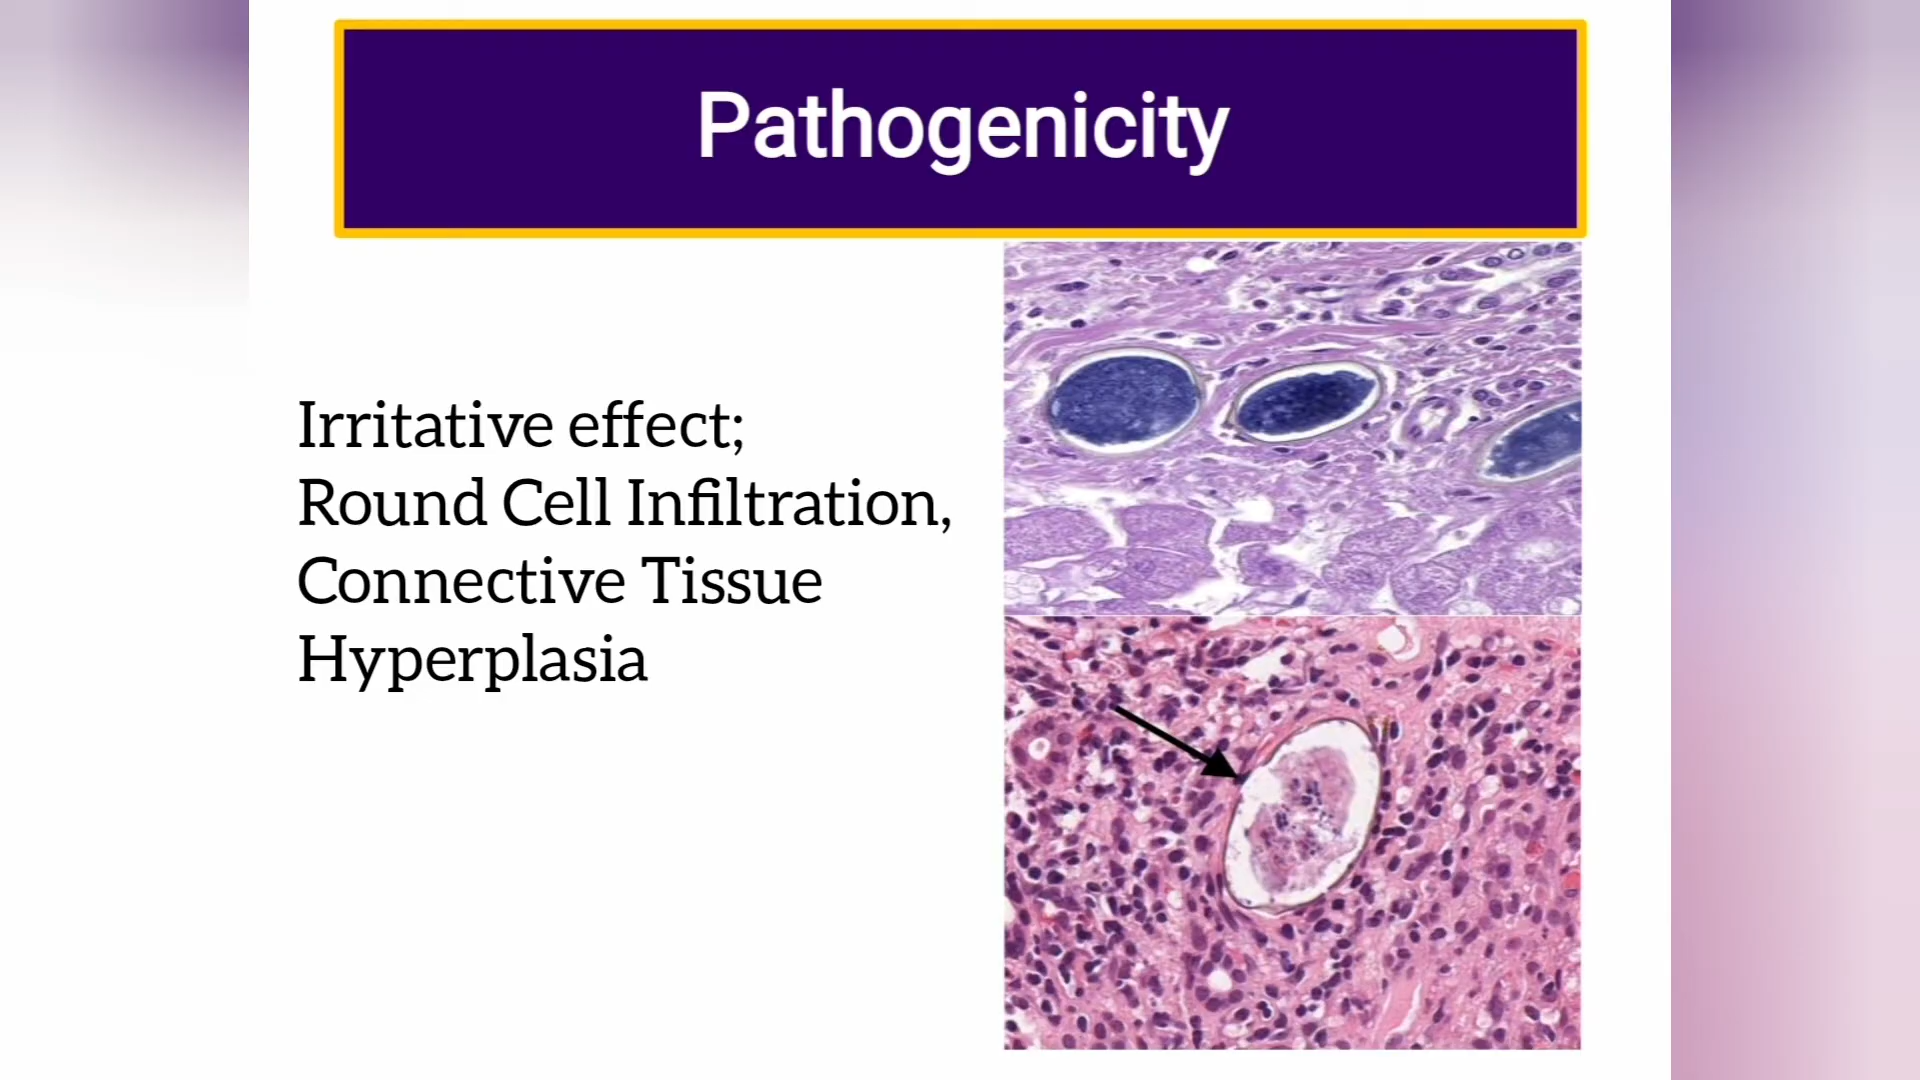 Pathogenicity
Irritative effect;
Round Cell Infiltration,
Connective Tissue
Hyperplasia